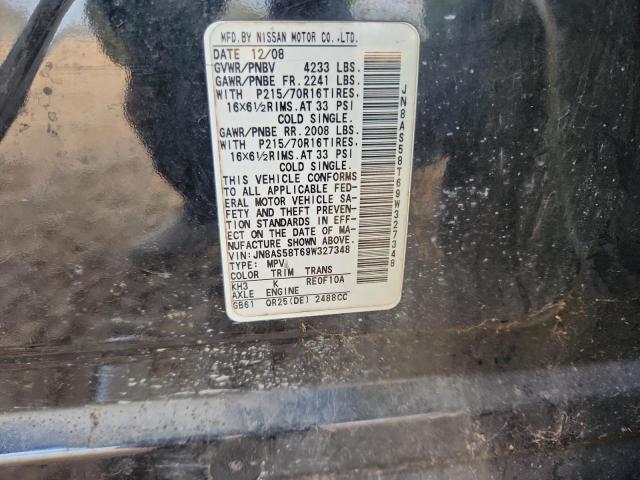 MFD. BY NISSAN MOTOR CO., LTD.
DATE 12/08
GVWR/PNBV 4233 LBS.
GAWR/PNBE FR. 2241 LBS.
WITH P215/70R16TIRES,
16X6½RIMS, AT 33 PSI
COLD SINGLE.
GAWR/PNBE RR. 2008 LBS.
WITH P215/70R16TIRES,
16X6½RIMS, AT 33 PSI
COLD SINGLE.
THIS VEHICLE CONFORMS
TO ALL APPLICABLE FED-
ERAL MOTOR VEHICLE SA-
FETY AND THEFT PREVEN-
TION STANDARDS IN EFF-
ECT ON THE DATE OF MA-
NUFACTURE SHOWN ABOVE.
VIN: JN8AS58T69W327348
TYPE: MPV
COLOR TRIM TRANS
KH3 K RE0F10A
AXLE ENGINE
GB61 QR25(DE) 2488CC
JN8AS58T69W327348